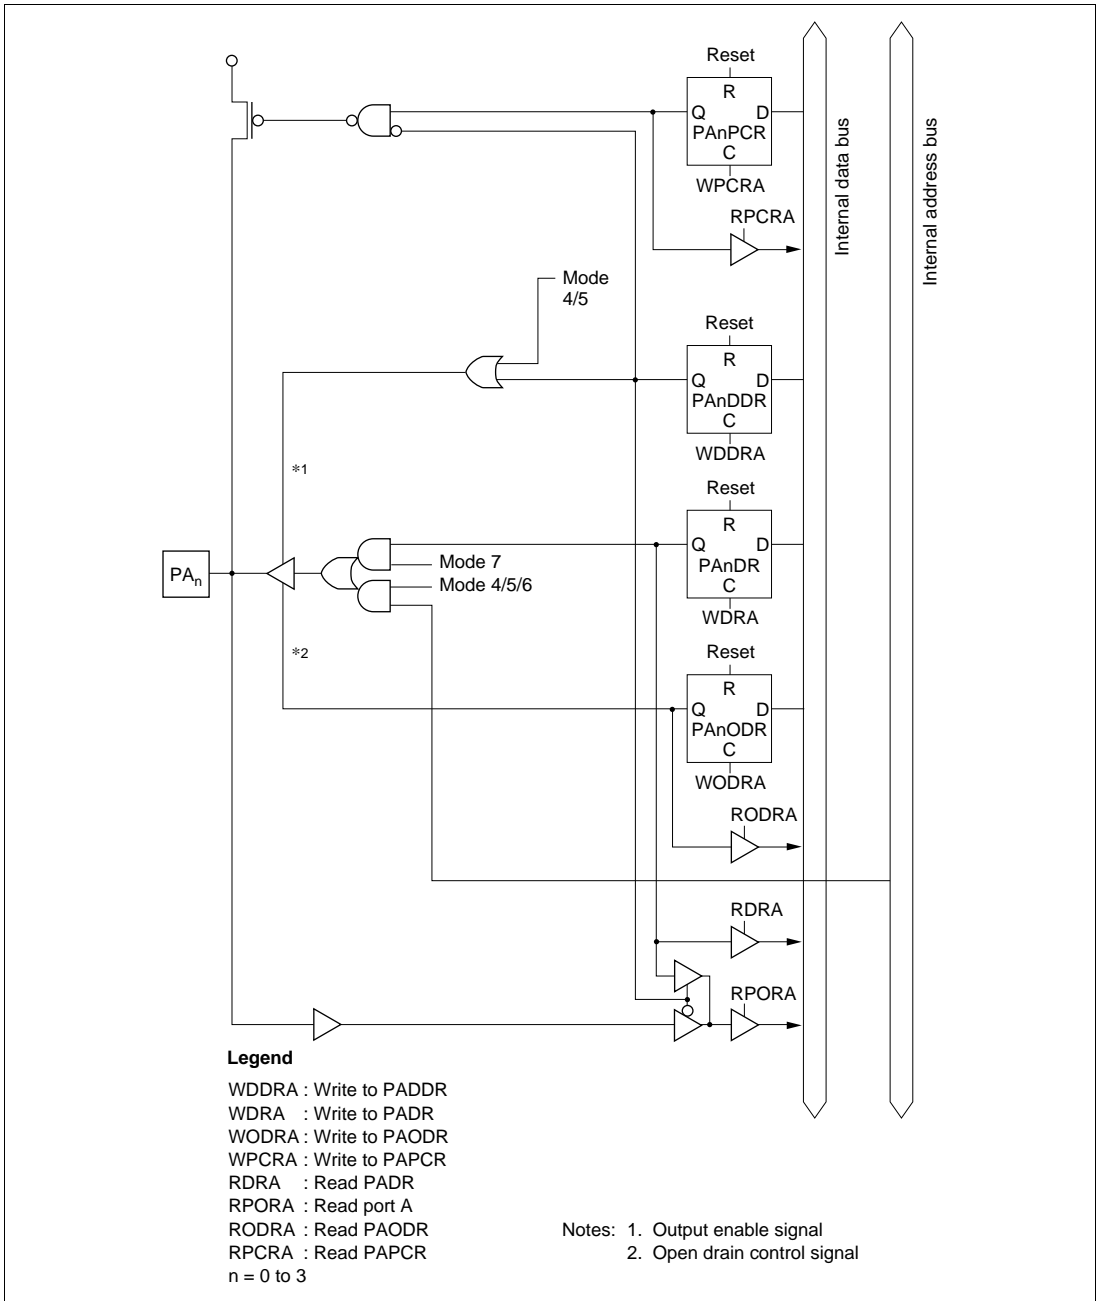 Reset
R
Q D
PAnPCR
C
WPCRA
RPCRA
Internal data bus
Internal address bus
Mode
4/5
Reset
R
Q D
PAnDDR
C
WDDRA
*1
Reset
R
Q D
PAnDR
C
WDRA
Mode 7
Mode 4/5/6
PAn
*2
Reset
R
Q D
PAnODR
C
WODRA
RODRA
RDRA
RPORA
Legend
WDDRA : Write to PADDR
WDRA : Write to PADR
WODRA : Write to PAODR
WPCRA : Write to PAPCR
RDRA : Read PADR
RPORA : Read port A
RODRA : Read PAODR
RPCRA : Read PAPCR
n = 0 to 3
Notes: 1. Output enable signal
2. Open drain control signal